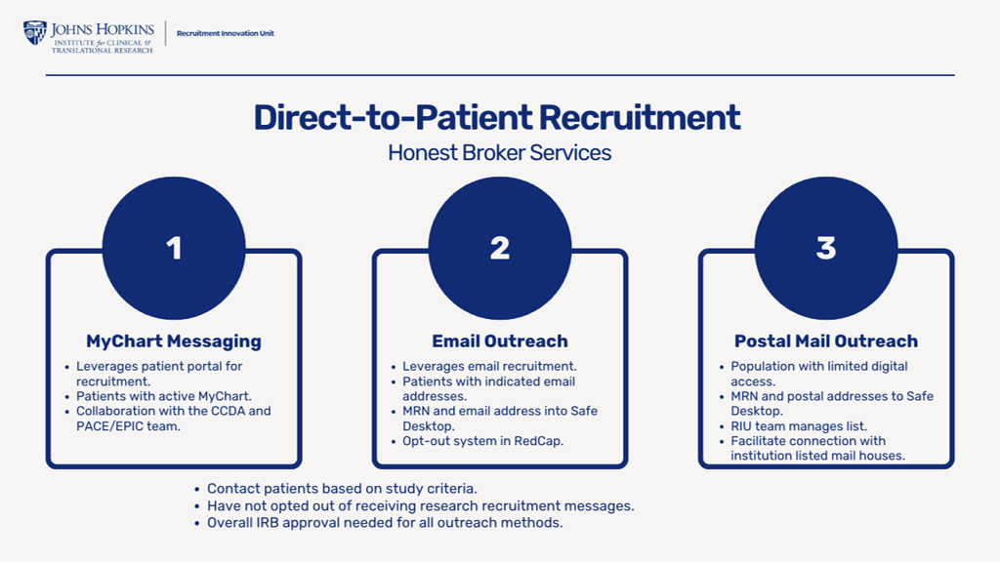 JOHNS HOPKINS
INSTITUTE for CLINICAL &
TRANSLATIONAL RESEARCH
Recruitment Innovation Unit
Direct-to-Patient Recruitment
Honest Broker Services
1
MyChart Messaging
• Leverages patient portal for
recruitment.
• Patients with active MyChart.
• Collaboration with the CCDA and
PACE/EPIC team.
2
Email Outreach
• Leverages email recruitment.
• Patients with indicated email
addresses.
• MRN and email address into Safe
Desktop.
• Opt-out system in RedCap.
3
Postal Mail Outreach
• Population with limited digital
access.
• MRN and postal addresses to Safe
Desktop.
• RIU team manages list.
• Facilitate connection with
institution listed mail houses.
• Contact patients based on study criteria.
• Have not opted out of receiving research recruitment messages.
• Overall IRB approval needed for all outreach methods.